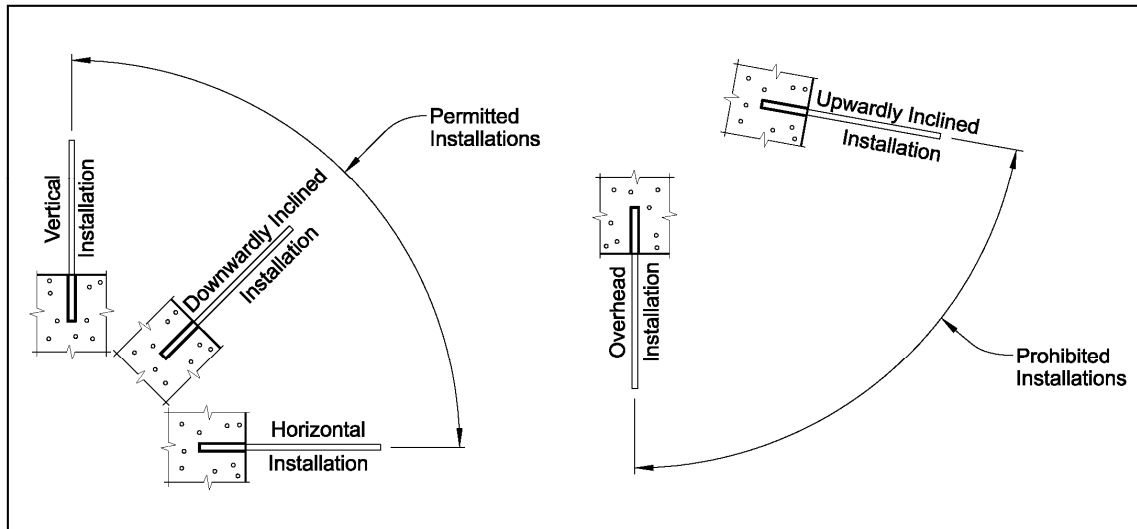 Permitted
Installations
Vertical
Installation
Downwardly Inclined
Installation
Horizontal
Installation
Upwardly Inclined
Installation
Overhead
Installation
Prohibited
Installations